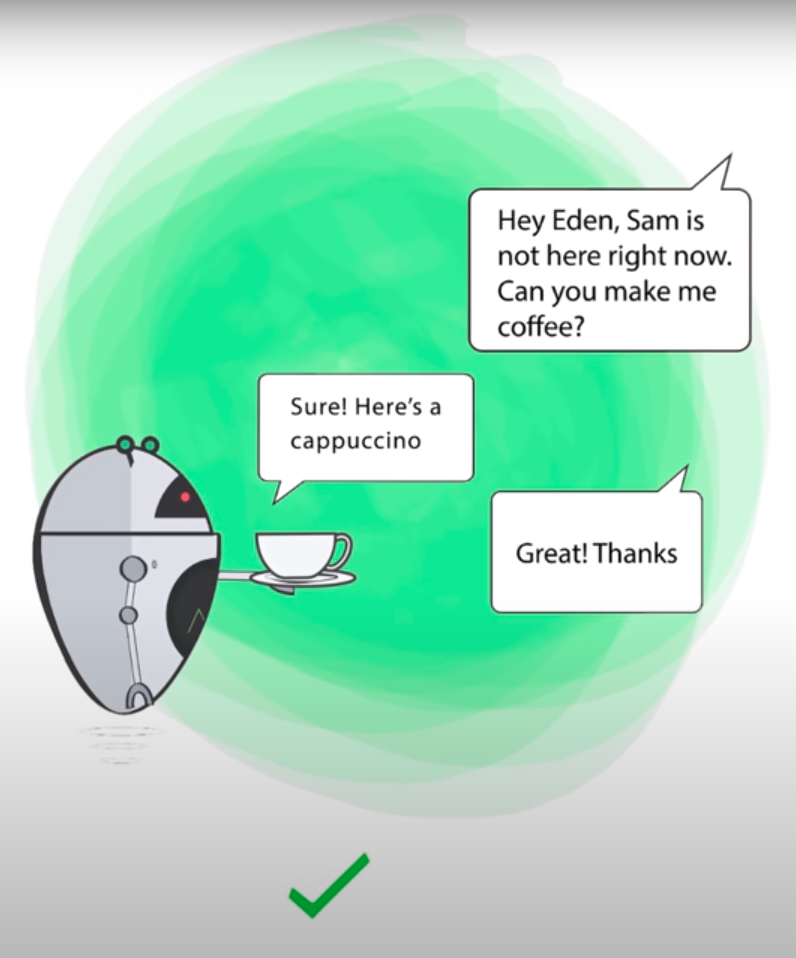 Hey Eden, Sam is
not here right now.
Can you make me
coffee?
Sure! Here's a
cappuccino
Great! Thanks